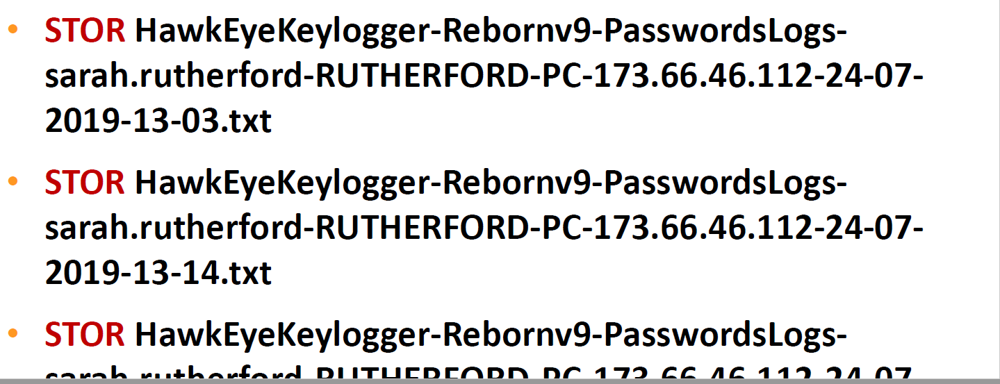 • STOR HawkEyeKeylogger-Rebornv9-PasswordsLogs-
sarah.rutherford-RUTHERFORD-PC-173.66.46.112-24-07-
2019-13-03.txt
• STOR HawkEyeKeylogger-Rebornv9-PasswordsLogs-
sarah.rutherford-RUTHERFORD-PC-173.66.46.112-24-07-
2019-13-14.txt
• STOR HawkEyeKeylogger-Rebornv9-PasswordsLogs-
sarah.rutherford-RUTHERFORD-PC-173.66.46.112-24-07-